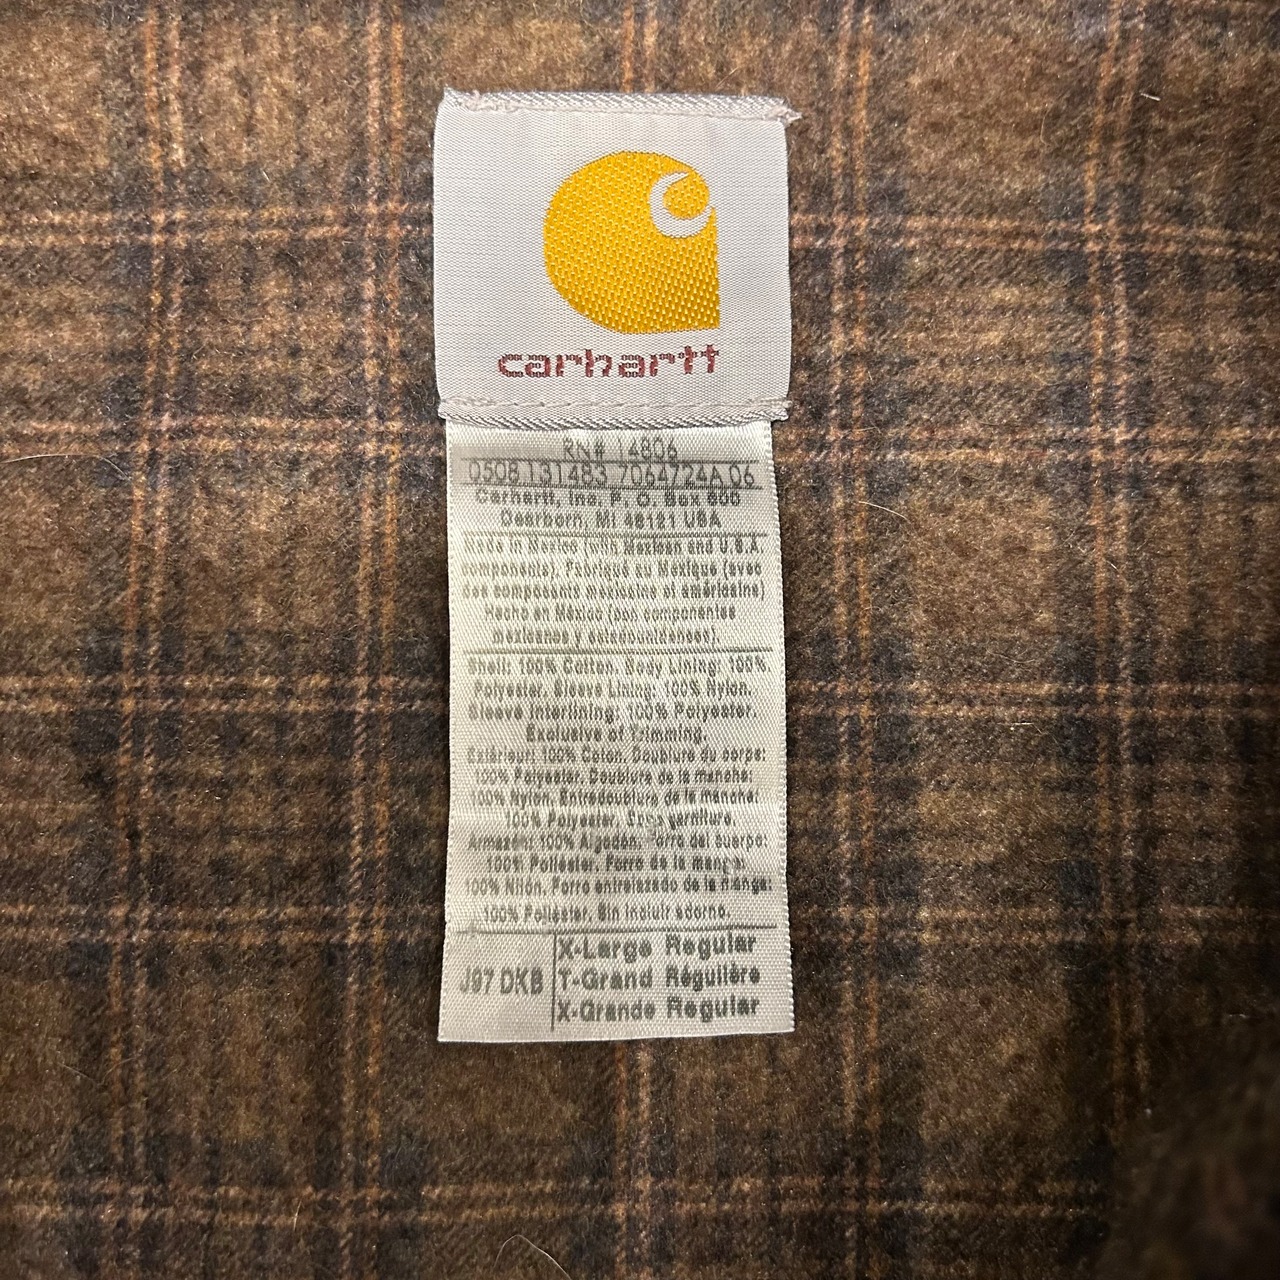 carhartt
RN# 14806
0508 131483 7064724A 06
Carhartt, Inc. P. O. Box 600
Dearborn, MI 48121 USA
Made in Mexico (with Mexican and U.S.A
components). Fabriqué au Mexique (avec
des composants mexicains et américains)
Hecho en México (con componentes
mexicanos y estadounidenses).
Shell: 100% Cotton. Body Lining: 100%
Polyester. Sleeve Lining: 100% Nylon.
Sleeve Interlining: 100% Polyester.
Exclusive of Trimming.
Extérieur: 100% Coton. Doublure du corps:
100% Polyester. Doublure de la manche:
100% Nylon. Entredoublure de la manche:
100% Polyester. Sans garniture.
Armazón: 100% Algodón. Forro del cuerpo:
100% Poliéster. Forro de la manga:
100% Nilón. Forro entrelazado de la manga:
100% Poliéster. Sin incluir adorno.
J97 DKB
X-Large Regular
T-Grand Régulière
X-Grande Regular